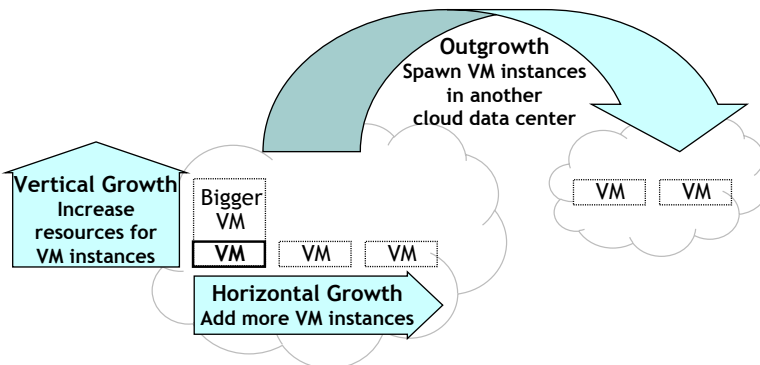 Outgrowth
Spawn VM instances
in another
cloud data center
Vertical Growth
Increase
resources for
VM instances
Bigger
VM
VM
VM
VM
VM
VM
Horizontal Growth
Add more VM instances